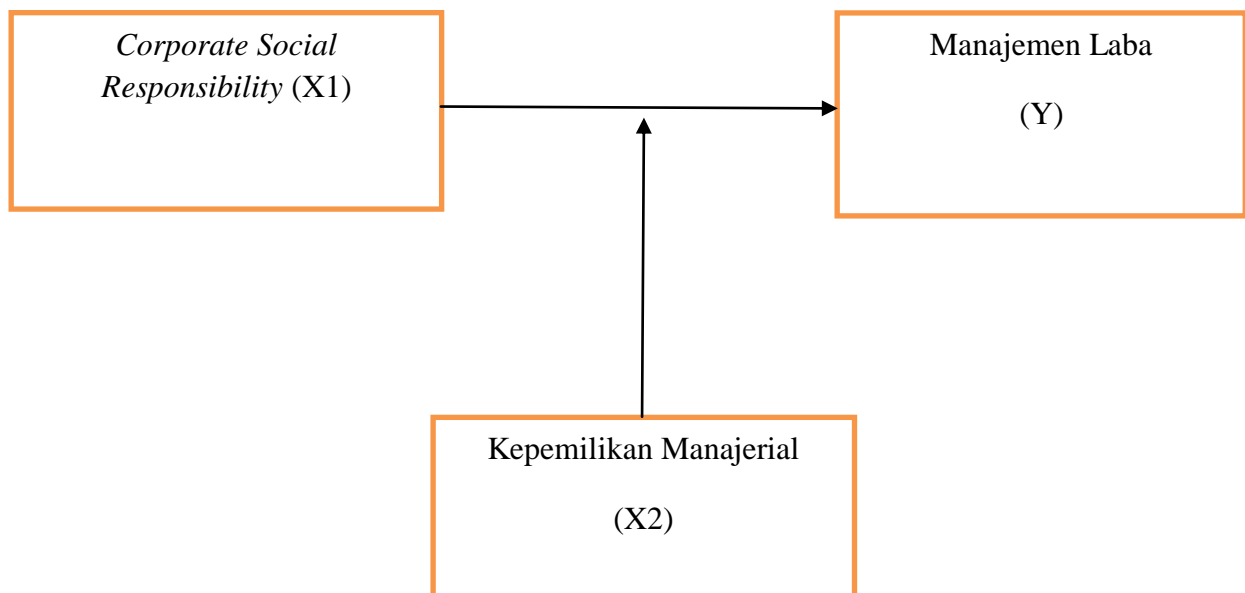 Corporate Social
Responsibility (X1)
Manajemen Laba
(Y)
Kepemilikan Manajerial
(X2)